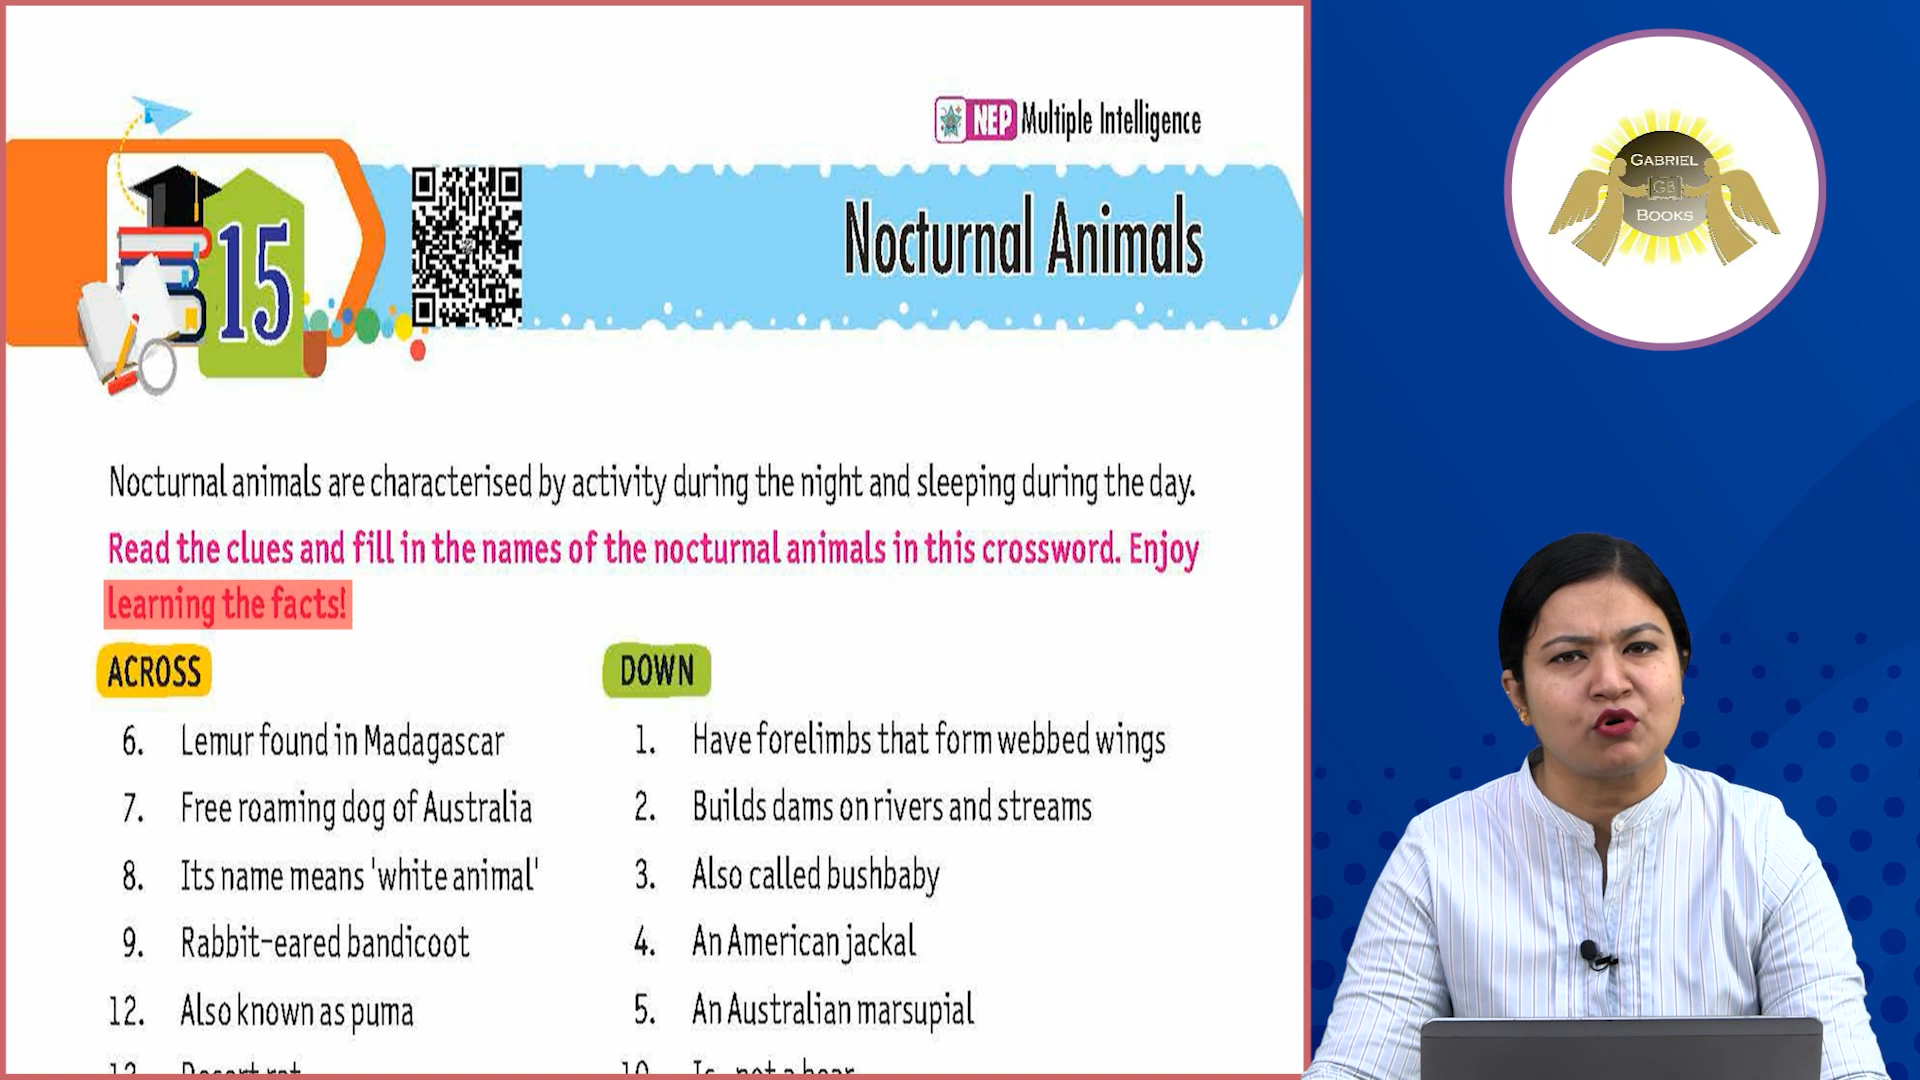 NEP Multiple Intelligence
15
Nocturnal Animals
GABRIEL
GB
BOOKS
Nocturnal animals are characterised by activity during the night and sleeping during the day.
Read the clues and fill in the names of the nocturnal animals in this crossword. Enjoy
learning the facts!
ACROSS
6. Lemur found in Madagascar
7. Free roaming dog of Australia
8. Its name means 'white animal'
9. Rabbit-eared bandicoot
12. Also known as puma
DOWN
1. Have forelimbs that form webbed wings
2. Builds dams on rivers and streams
3. Also called bushbaby
4. An American jackal
5. An Australian marsupial